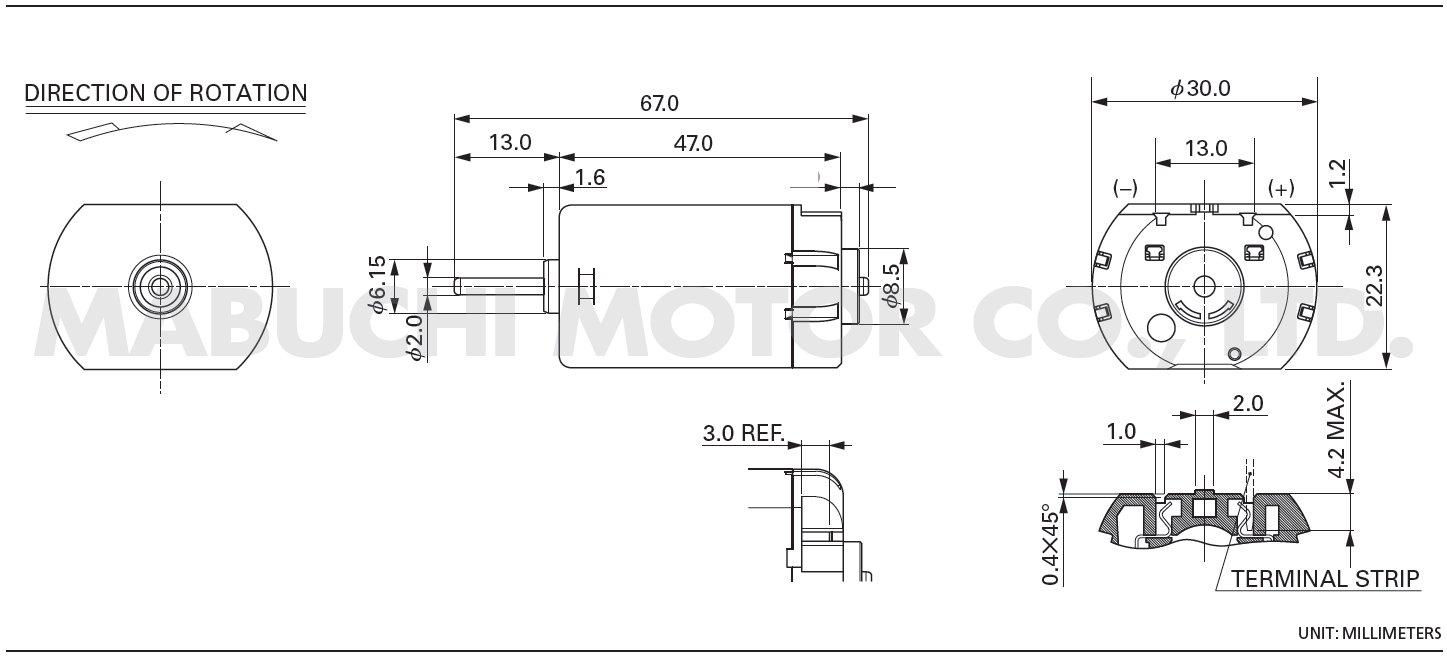 DIRECTION OF ROTATION
67.0
13.0
47.0
1.6
ϕ6.15
ϕ2.0
ϕ8.5
ϕ30.0
13.0
1.2
(−)
(+)
22.3
MABUCHI MOTOR CO., LTD.
3.0 REF.
2.0
1.0
4.2 MAX.
0.4×45°
TERMINAL STRIP
UNIT: MILLIMETERS